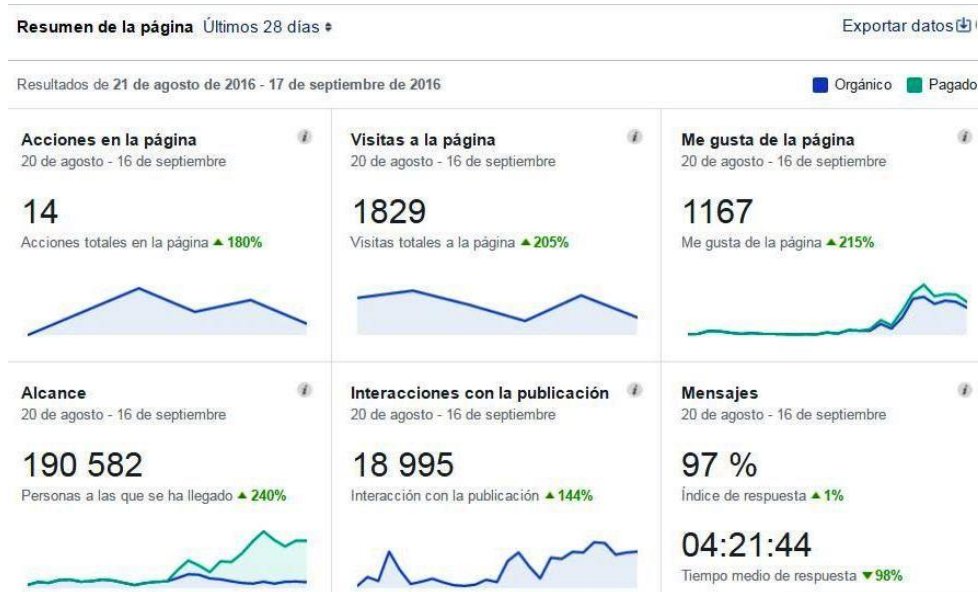 Resumen de la página Últimos 28 días
Exportar datos
Resultados de 21 de agosto de 2016 - 17 de septiembre de 2016
Orgánico Pagado
Acciones en la página
20 de agosto - 16 de septiembre
14
Acciones totales en la página ▲ 180%
Visitas a la página
20 de agosto - 16 de septiembre
1829
Visitas totales a la página ▲ 205%
Me gusta de la página
20 de agosto - 16 de septiembre
1167
Me gusta de la página ▲ 215%
Alcance
20 de agosto - 16 de septiembre
190 582
Personas a las que se ha llegado ▲ 240%
Interacciones con la publicación
20 de agosto - 16 de septiembre
18 995
Interacción con la publicación ▲ 144%
Mensajes
20 de agosto - 16 de septiembre
97 %
Índice de respuesta ▲ 1%
04:21:44
Tiempo medio de respuesta ▼ 98%